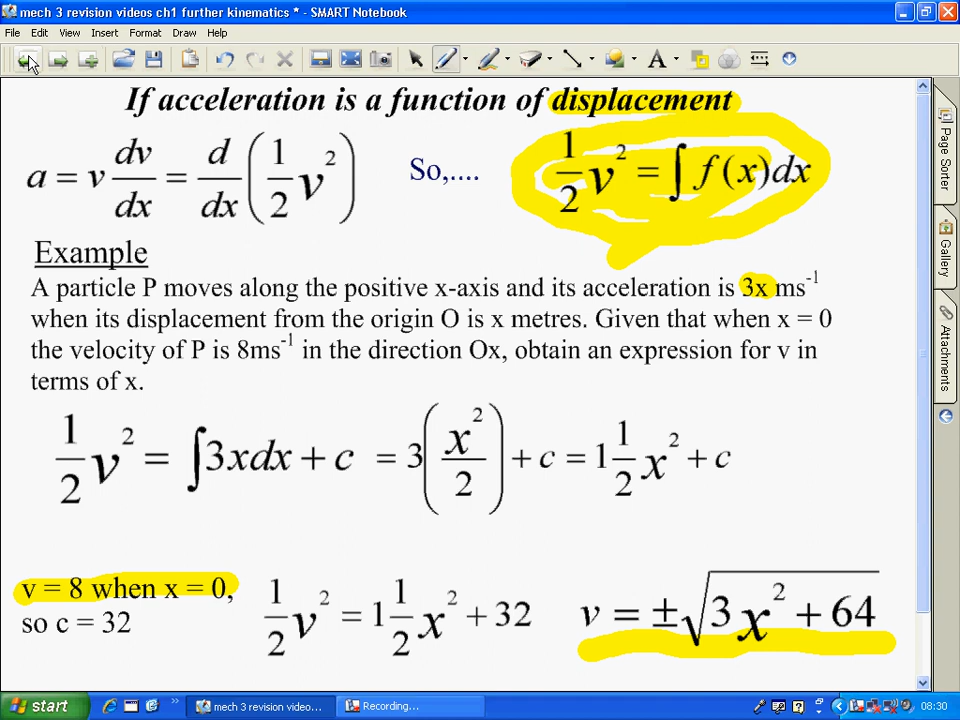 mech 3 revision videos ch1 further kinematics * - SMART Notebook
File Edit View Insert Format Draw Help
If acceleration is a function of displacement
a = v dv/dx = d/dx (1/2 v²) So,.... 1/2 v² = ∫ f(x)dx
Example
A particle P moves along the positive x-axis and its acceleration is 3x ms⁻¹
when its displacement from the origin O is x metres. Given that when x = 0
the velocity of P is 8ms⁻¹ in the direction Ox, obtain an expression for v in
terms of x.
1/2 v² = ∫3xdx + c = 3(x²/2) + c = 1 1/2 x² + c
v = 8 when x = 0,
so c = 32
1/2 v² = 1 1/2 x² + 32 v = ±√(3x² + 64)
Page Sorter
Gallery
Attachments
start mech 3 revision video... Recording... 08:30